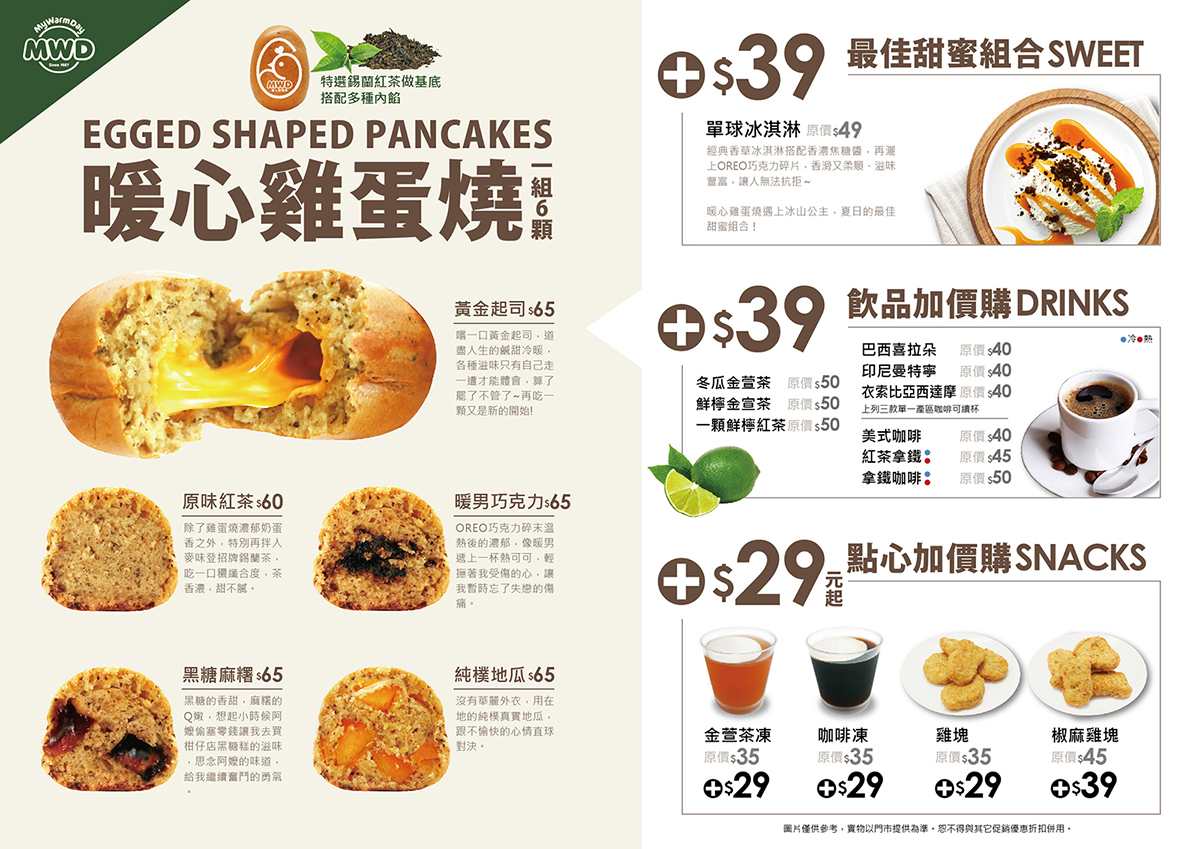 MyWarmDay
MWD
Since 1987
MWD
特選錫蘭紅茶做基底
搭配多種內餡
EGGED SHAPED PANCAKES
暖心雞蛋燒
一組6顆
黃金起司$65
嚐一口黃金起司，道
盡人生的鹹甜冷暖，
各種滋味只有自己走
一遭才能體會，算了
罷了不管了~再吃一
顆又是新的開始!
原味紅茶$60
除了雞蛋燒濃郁奶蛋
香之外，特別再拌入
麥味登招牌錫蘭茶，
吃一口穠纖合度，茶
香濃，甜不膩。
暖男巧克力$65
OREO巧克力碎末溫
熱後的濃郁，像暖男
遞上一杯熱可可，輕
撫著我受傷的心，讓
我暫時忘了失戀的傷
痛。
黑糖麻糬$65
黑糖的香甜，麻糬的
Q嫩，想起小時候阿
嬤偷塞零錢讓我去買
柑仔店黑糖糕的滋味
，思念阿嬤的味道，
給我繼續奮鬥的勇氣
。
純樸地瓜$65
沒有華麗外衣，用在
地的純樸真實地瓜，
跟不愉快的心情直球
對決。
+$39
最佳甜蜜組合SWEET
單球冰淇淋 原價$49
經典香草冰淇淋搭配香濃焦糖醬，再灑
上OREO巧克力碎片，香滑又柔順、滋味
豐富，讓人無法抗拒~
暖心雞蛋燒遇上冰山公主，夏日的最佳
甜蜜組合！
+$39
飲品加價購DRINKS
●冷●熱
冬瓜金萱茶 原價$50
鮮檸金宣茶 原價$50
一顆鮮檸紅茶 原價$50
巴西喜拉朵 原價$40
印尼曼特寧 原價$40
衣索比亞西達摩 原價$40
上列三款單一產區咖啡可續杯
美式咖啡 原價$40
紅茶拿鐵 原價$45
拿鐵咖啡 原價$50
+$29元起
點心加價購SNACKS
金萱茶凍
原價$35
+$29
咖啡凍
原價$35
+$29
雞塊
原價$35
+$29
椒麻雞塊
原價$45
+$39
圖片僅供參考，實物以門市提供為準。恕不得與其它促銷優惠折扣併用。